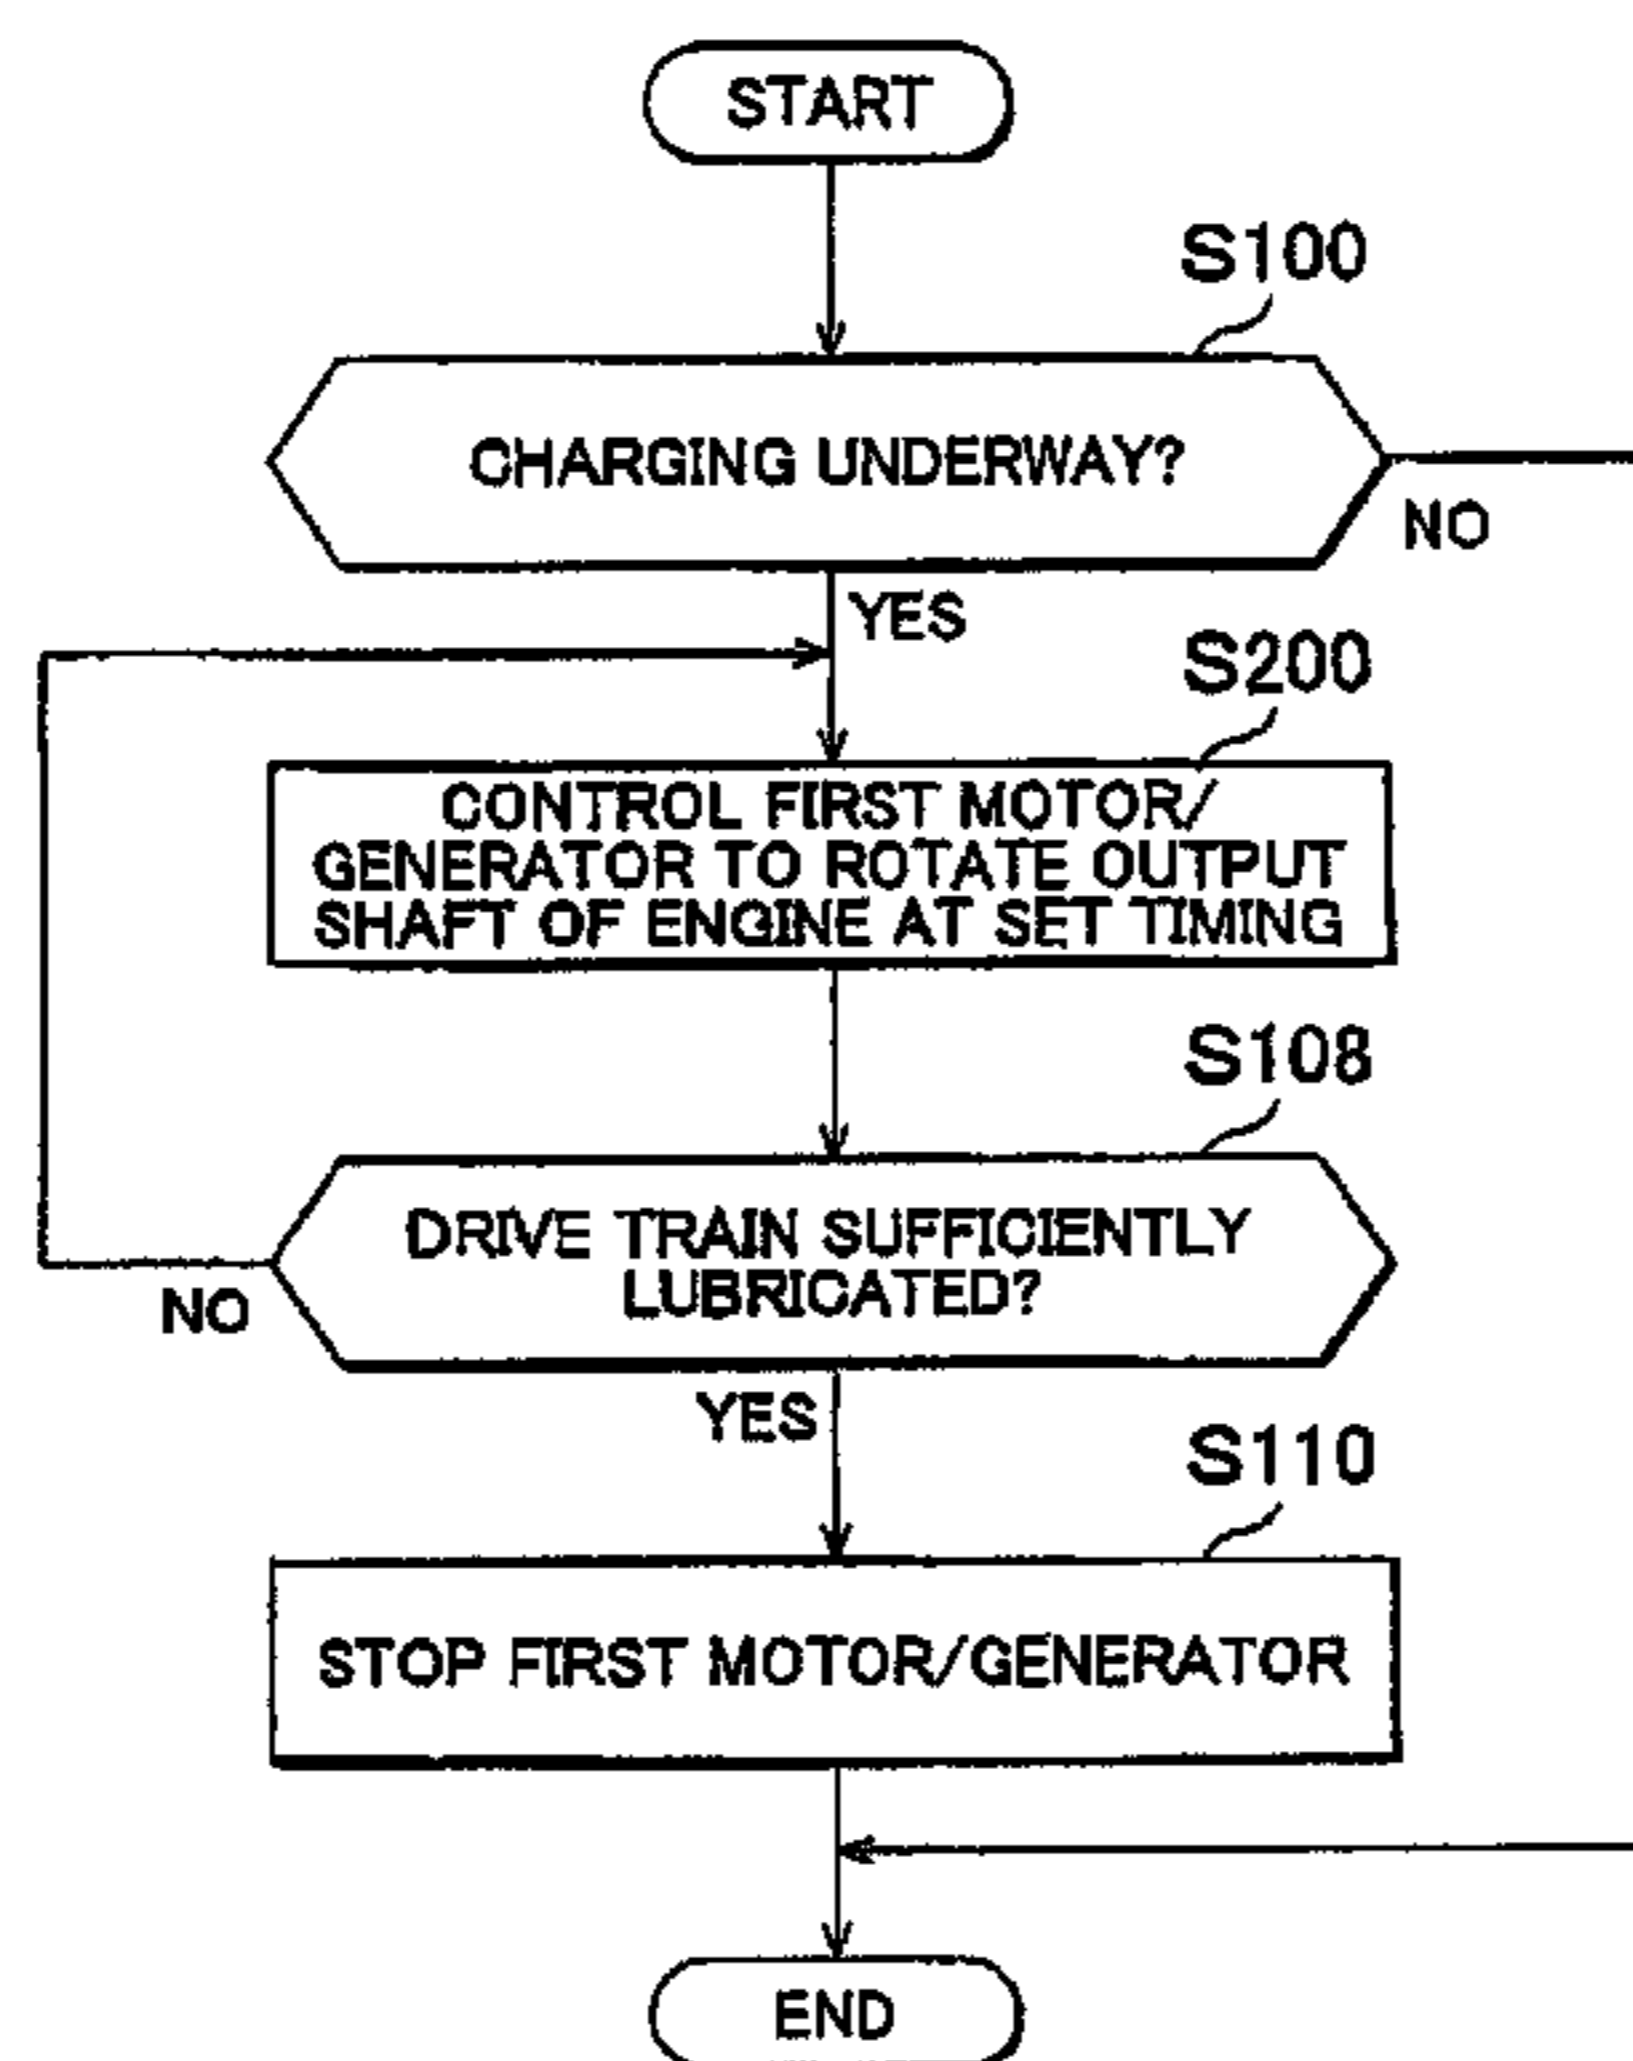 START
S100
CHARGING UNDERWAY?
NO
YES
S200
CONTROL FIRST MOTOR/
GENERATOR TO ROTATE OUTPUT
SHAFT OF ENGINE AT SET TIMING
S108
DRIVE TRAIN SUFFICIENTLY
LUBRICATED?
NO
YES
S110
STOP FIRST MOTOR/GENERATOR
END